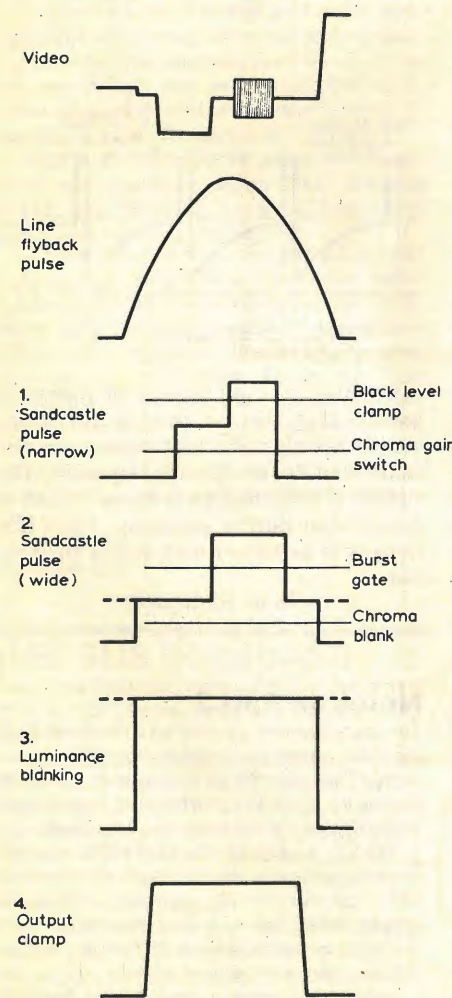 Video
Line
flyback
pulse
1.
Sandcastle
pulse
(narrow)
Black level
clamp
Chroma gain
switch
2.
Sandcastle
pulse
(wide)
Burst
gate
Chroma
blank
3.
Luminance
blanking
4.
Output
clamp